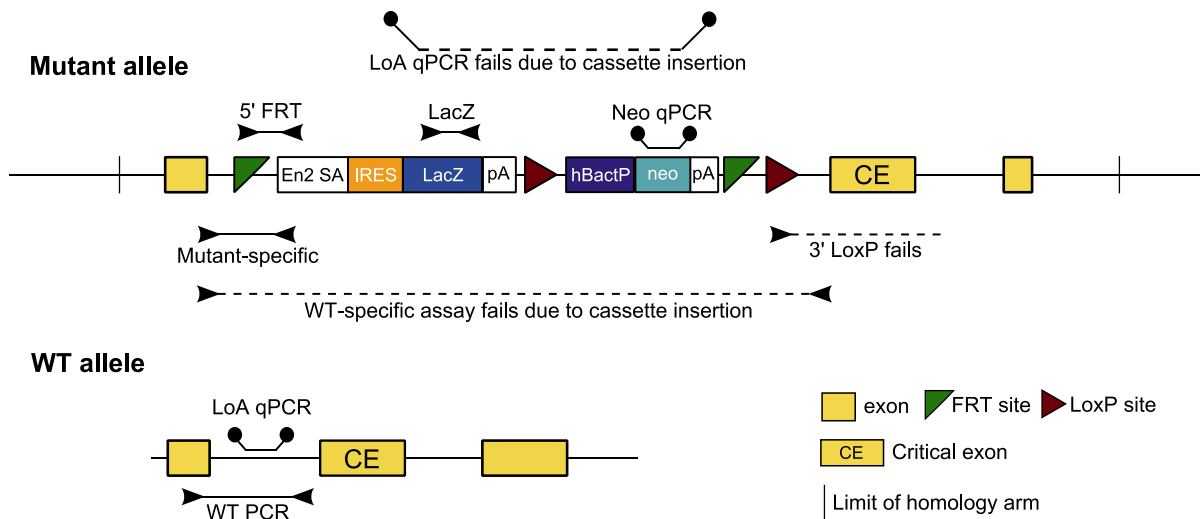 Mutant allele
LoA qPCR fails due to cassette insertion
5' FRT
LacZ
Neo qPCR
En2 SA
IRES
LacZ
pA
hBactP
neo
pA
CE
Mutant-specific
3' LoxP fails
WT-specific assay fails due to cassette insertion
WT allele
LoA qPCR
CE
WT PCR
exon
FRT site
LoxP site
CE
Critical exon
Limit of homology arm